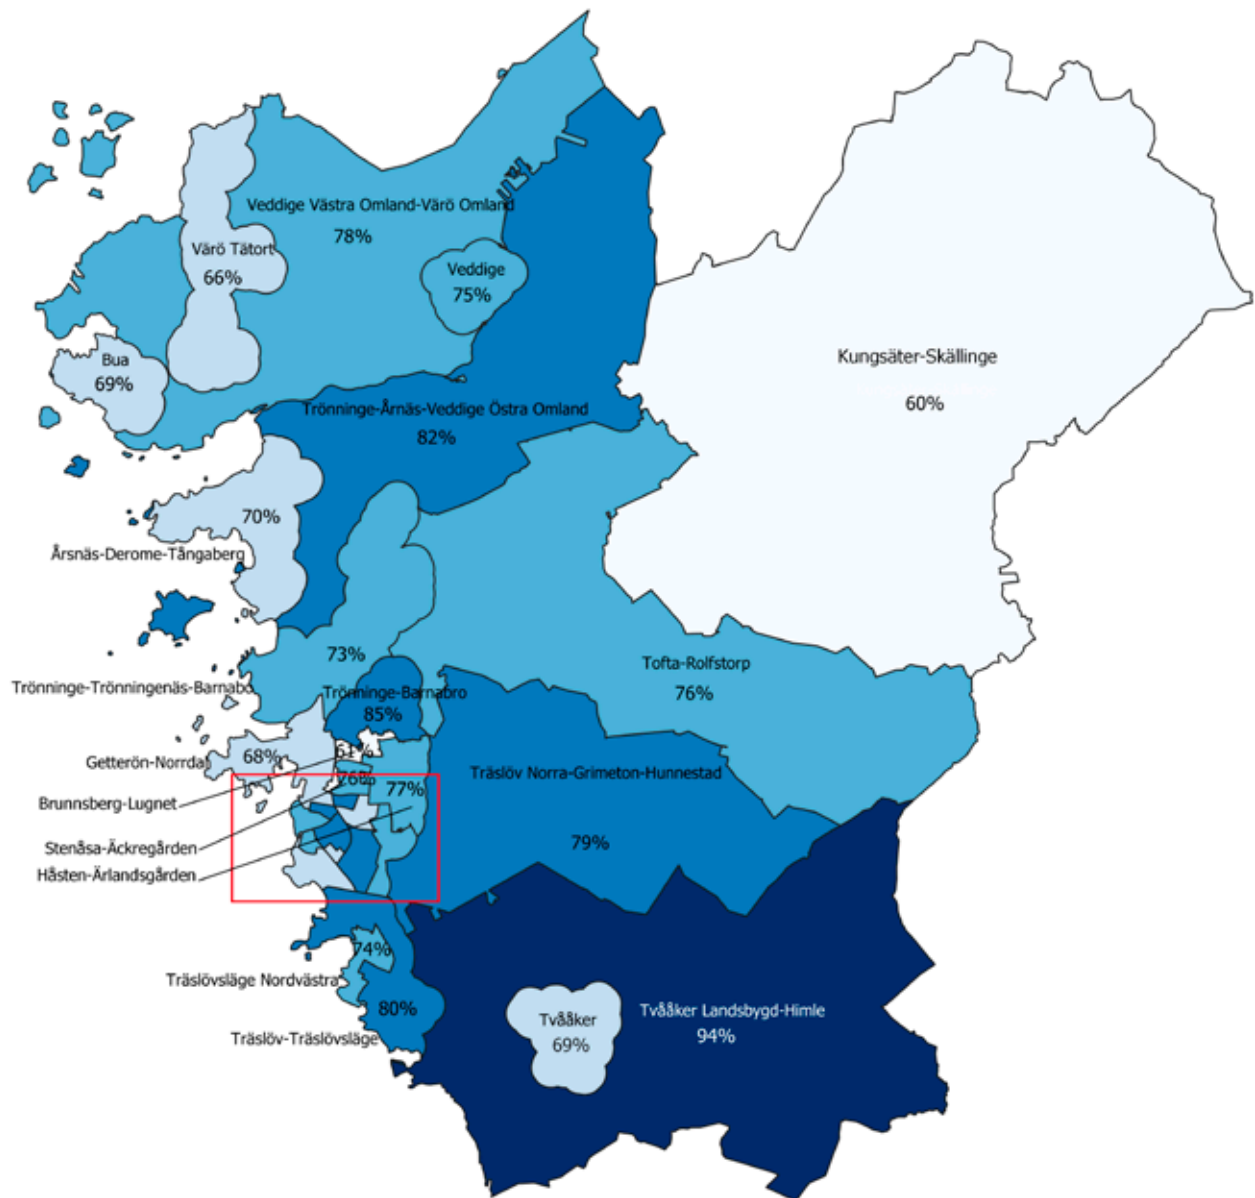 Veddige Västra Omland-Värö Omland
78%
Värö Tätort
66%
Veddige
75%
Bua
69%
Kungsäter-Skällinge
60%
Trönninge-Årnäs-Veddige Östra Omland
82%
70%
Årsnäs-Derome-Tångaberg
73%
Tofta-Rolfstorp
76%
Trönninge-Trönningenäs-Barnabo
Trönninge-Barnabro
85%
68%
61%
Getterön-Norrdal
76%
77%
Träslöv Norra-Grimeton-Hunnestad
79%
Brunnsberg-Lugnet
Stenåsa-Äckregården
Håsten-Ärlandsgården
74%
Träslövsläge Nordvästra
80%
Träslöv-Träslövsläge
Tvååker
69%
Tvååker Landsbygd-Himle
94%